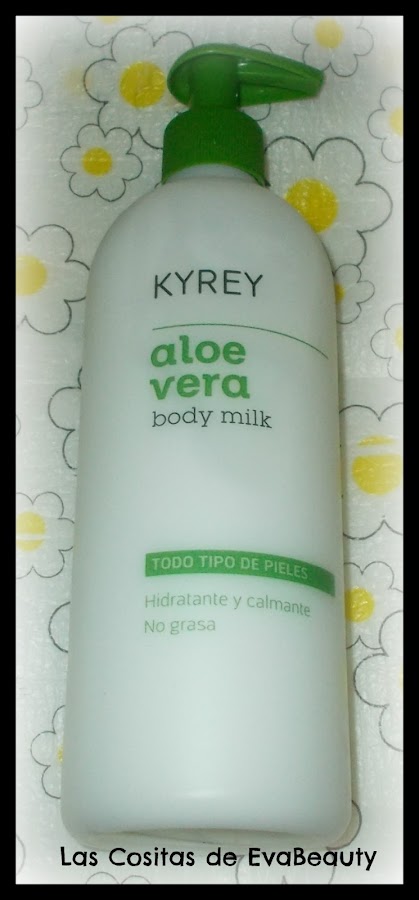 KYREY
aloe
vera
body milk
TODO TIPO DE PIELES
Hidratante y calmante
No grasa
Las Cositas de EvaBeauty